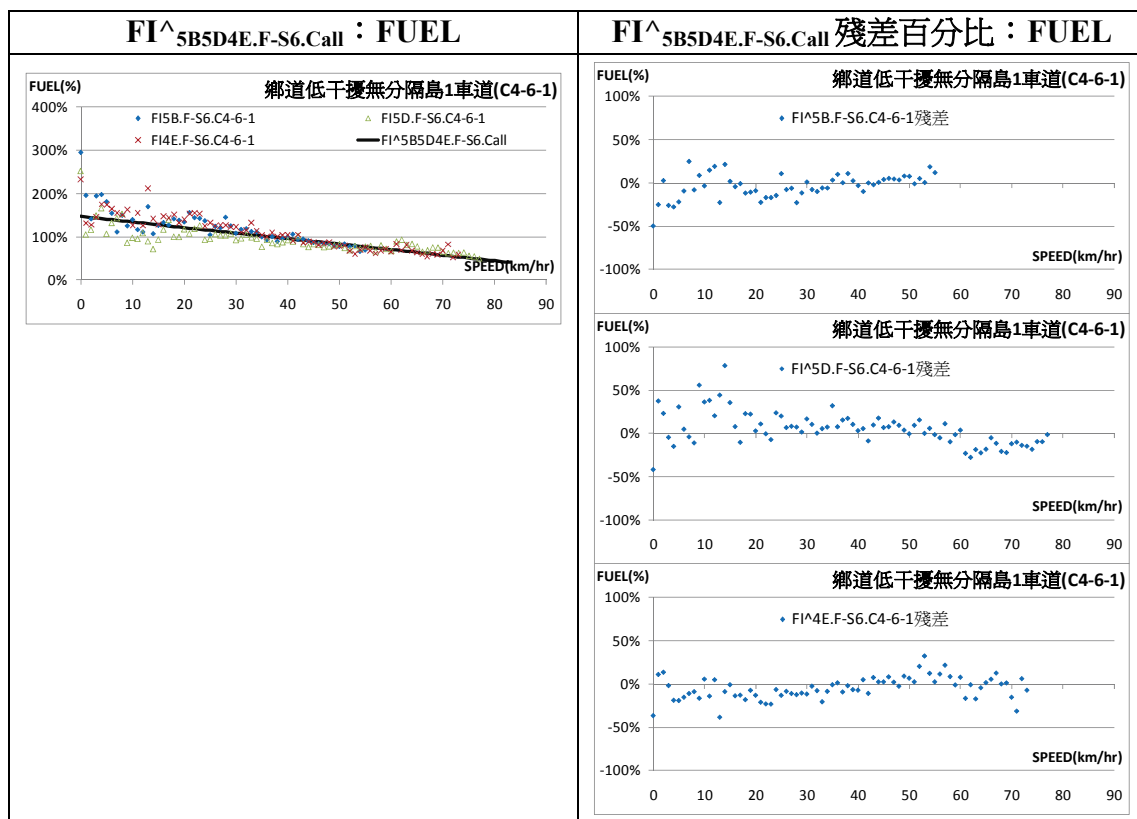 FI^5B5D4E.F-S6.Call：FUEL
FI^5B5D4E.F-S6.Call 殘差百分比：FUEL
FUEL(%)
鄉道低干擾無分隔島1車道(C4-6-1)
FI5B.F-S6.C4-6-1
FI5D.F-S6.C4-6-1
FI4E.F-S6.C4-6-1
FI^5B5D4E.F-S6.Call
400%
300%
200%
100%
0%
SPEED(km/hr)
0 10 20 30 40 50 60 70 80 90
FUEL(%)
鄉道低干擾無分隔島1車道(C4-6-1)
FI^5B.F-S6.C4-6-1殘差
100%
50%
0%
-50%
-100%
SPEED(km/hr)
0 10 20 30 40 50 60 70 80 90
FUEL(%)
鄉道低干擾無分隔島1車道(C4-6-1)
FI^5D.F-S6.C4-6-1殘差
100%
50%
0%
-50%
-100%
SPEED(km/hr)
0 10 20 30 40 50 60 70 80 90
FUEL(%)
鄉道低干擾無分隔島1車道(C4-6-1)
FI^4E.F-S6.C4-6-1殘差
100%
50%
0%
-50%
-100%
SPEED(km/hr)
0 10 20 30 40 50 60 70 80 90